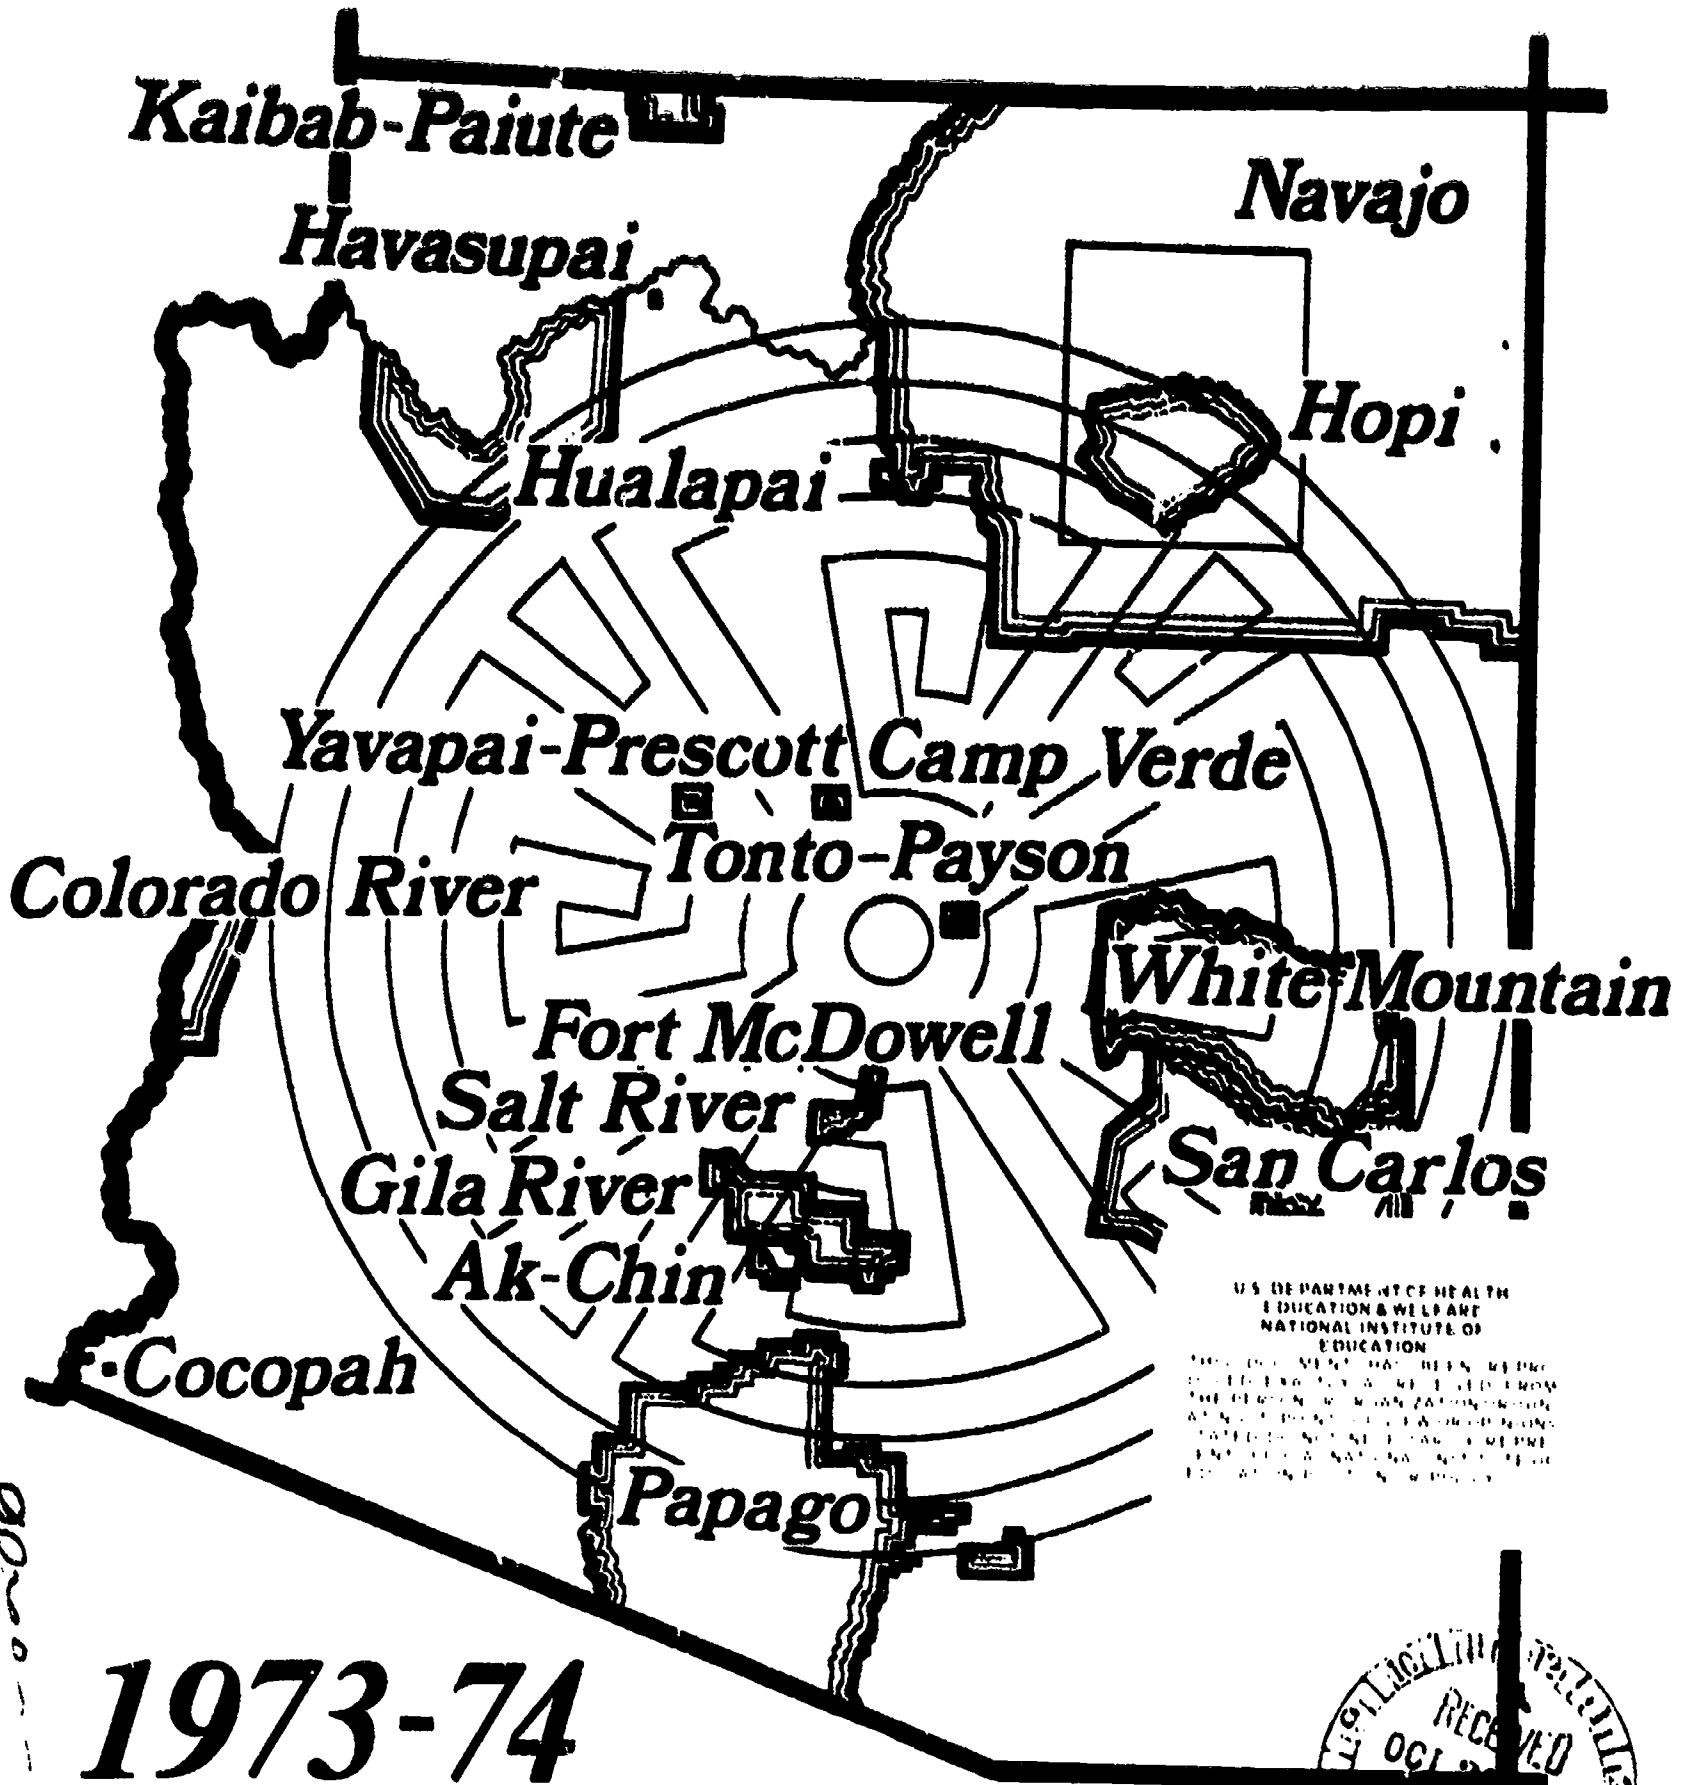 Kaibab-Paiute
Navajo
Havasupai
Hopi
Hualapai
Yavapai-Prescott
Camp Verde
Tonto-Payson
Colorado River
White Mountain
Fort McDowell
Salt River
San Carlos
Gila River
Ak-Chin
U.S. DEPARTMENT OF HEALTH
EDUCATION & WELFARE
NATIONAL INSTITUTE OF
EDUCATION
Cocopah
Papago
1973-74
RECEIVED
OCT